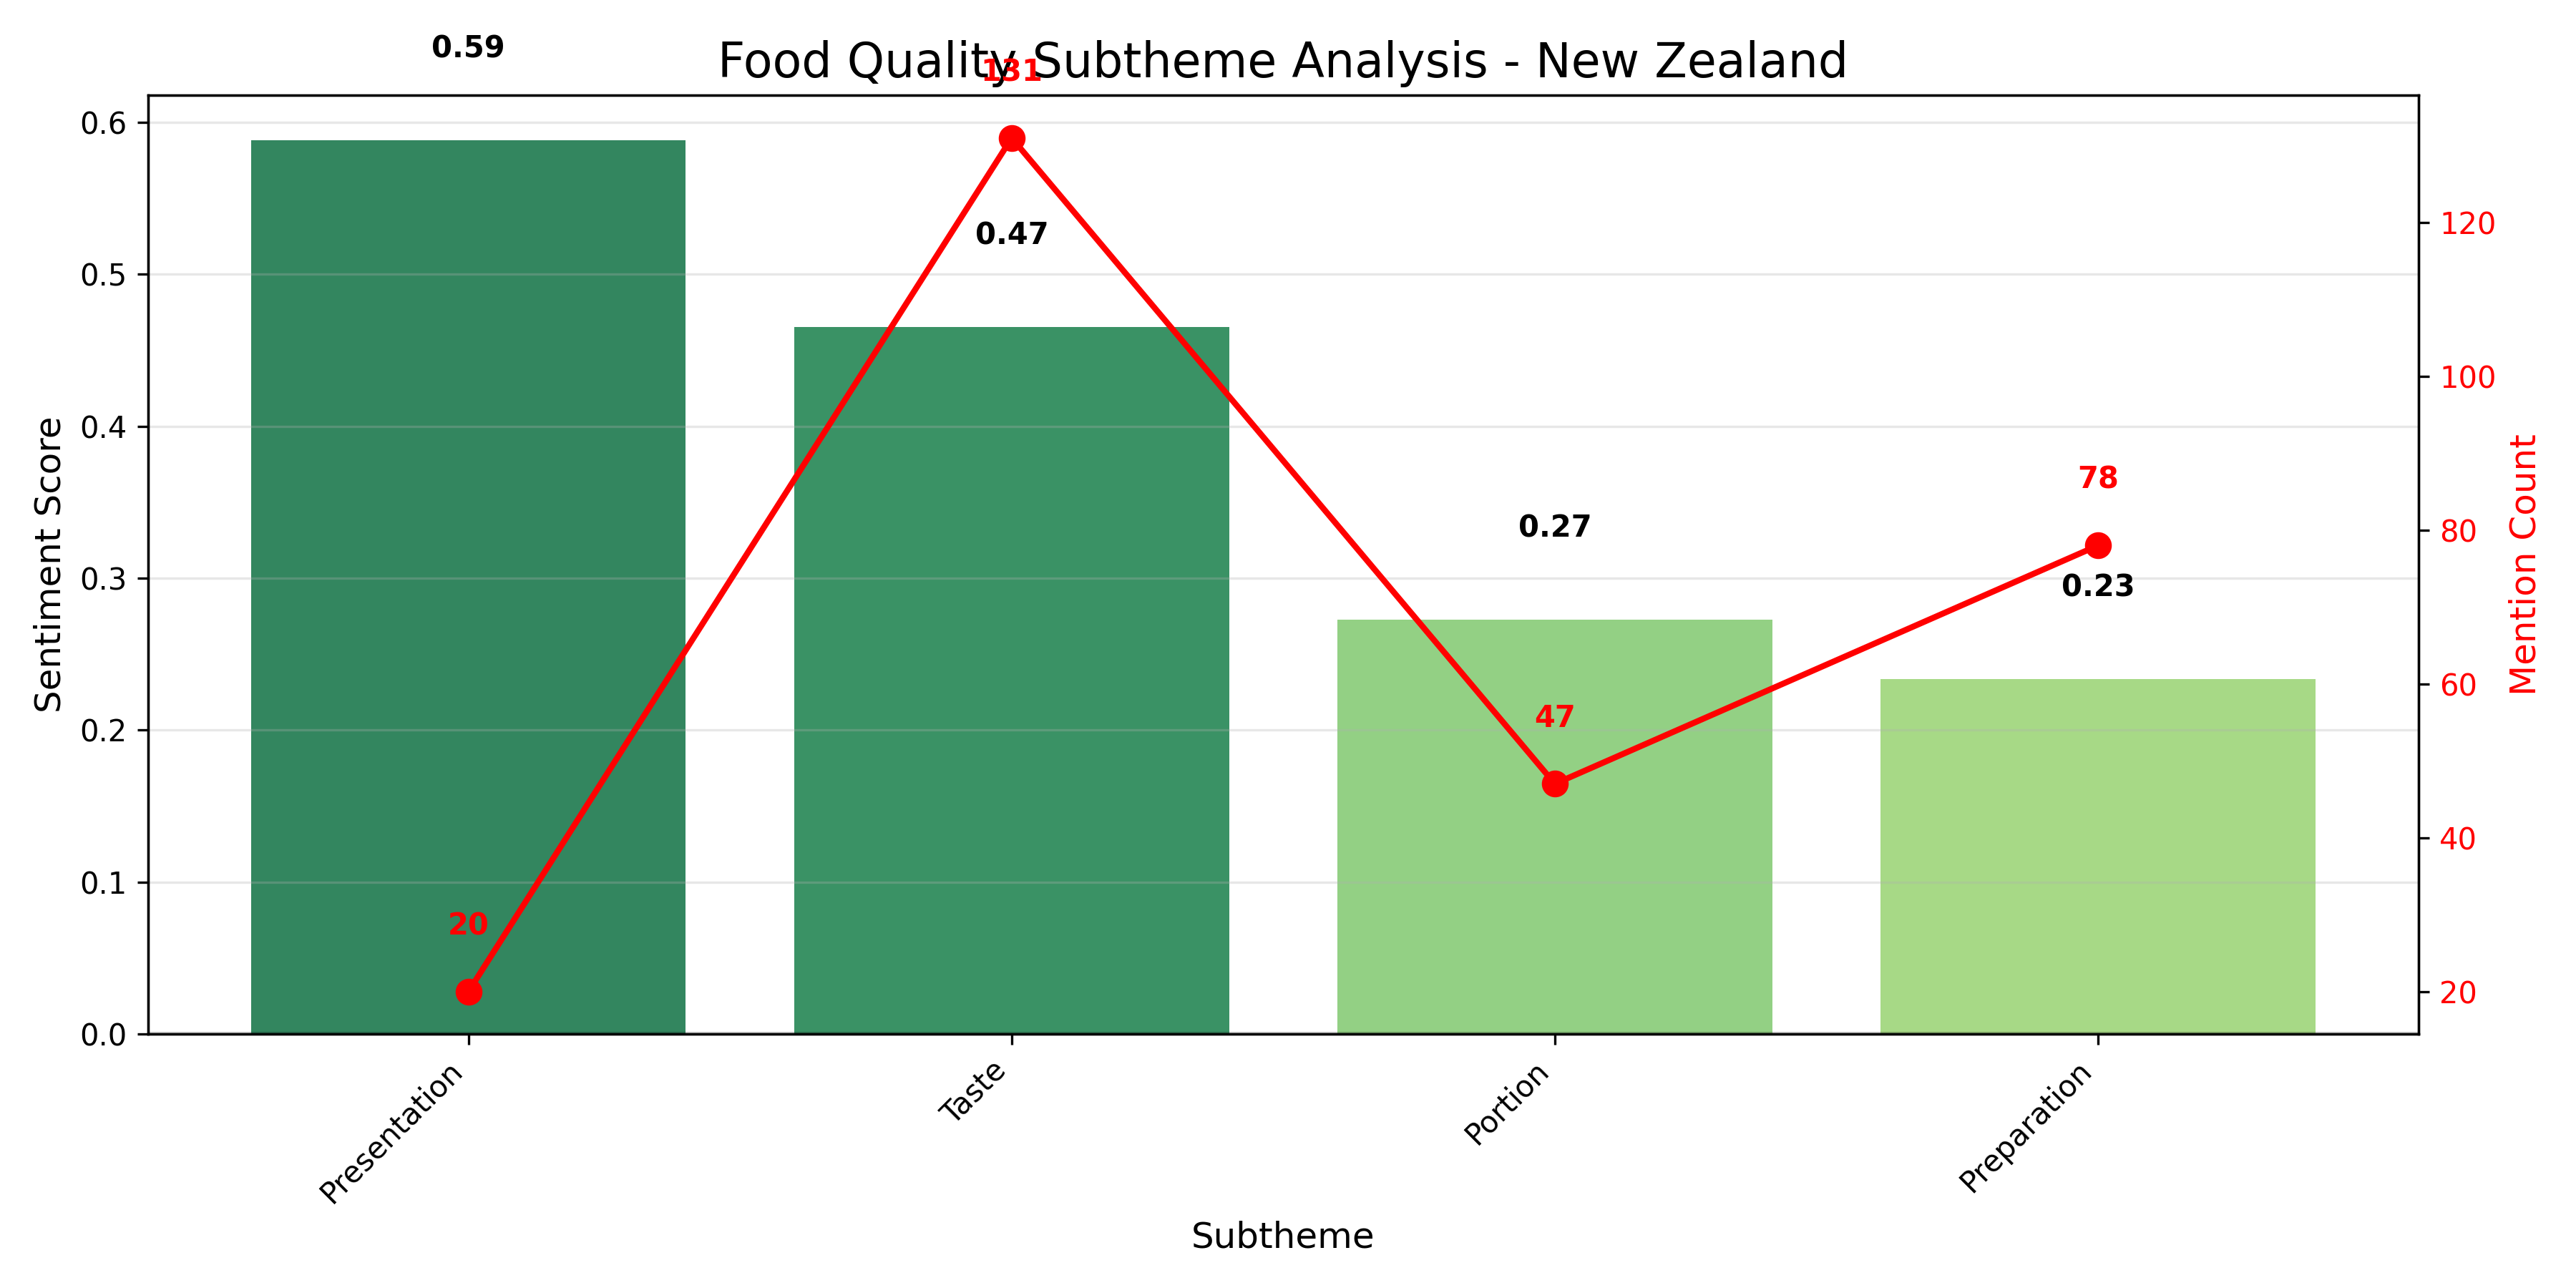 Food Quality Subtheme Analysis - New Zealand
0.59
131
0.47
0.27
78
0.23
47
20
Sentiment Score
0.6
0.5
0.4
0.3
0.2
0.1
0.0
Mention Count
120
100
80
60
40
20
Presentation
Taste
Portion
Preparation
Subtheme